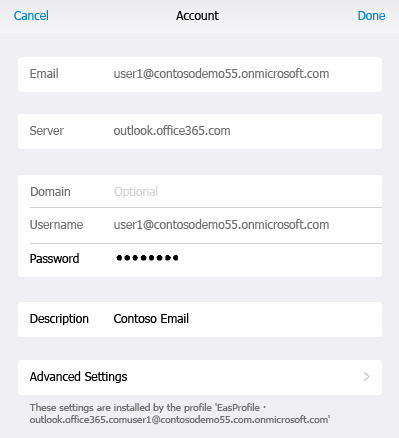 Cancel Account Done
Email user1@contosodemo55.onmicrosoft.com
Server outlook.office365.com
Domain Optional
Username user1@contosodemo55.onmicrosoft.com
Password ●●●●●●●●
Description Contoso Email
Advanced Settings
These settings are installed by the profile 'EasProfile ·
outlook.office365.comuser1@contosodemo55.com.onmicrosoft.com'